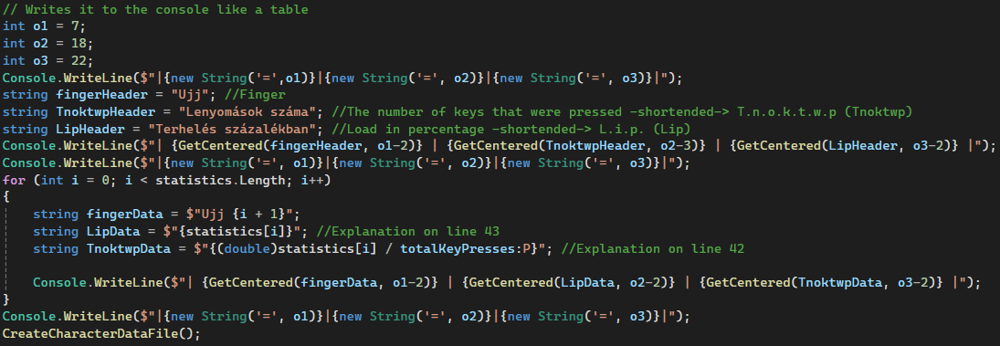 // Writes it to the console like a table
int o1 = 7;
int o2 = 18;
int o3 = 22;
Console.WriteLine($"|{new String('=',o1)}|{new String('=', o2)}|{new String('=', o3)}|");
string fingerHeader = "Ujj"; //Finger
string TnoktwpHeader = "Lenyomások száma"; //The number of keys that were pressed -shortended-> T.n.o.k.t.w.p (Tnoktwp)
string LipHeader = "Terhelés százalékban"; //Load in percentage -shortended-> L.i.p. (Lip)
Console.WriteLine($"| {GetCentered(fingerHeader, o1-2)} | {GetCentered(TnoktwpHeader, o2-3)} | {GetCentered(LipHeader, o3-2)} |");
Console.WriteLine($"|{new String('=', o1)}|{new String('=', o2)}|{new String('=', o3)}|");
for (int i = 0; i < statistics.Length; i++)
{
    string fingerData = $"Ujj {i + 1}";
    string LipData = $"{statistics[i]}"; //Explanation on line 43
    string TnoktwpData = $"{(double)statistics[i] / totalKeyPresses:P}"; //Explanation on line 42
    Console.WriteLine($"| {GetCentered(fingerData, o1-2)} | {GetCentered(LipData, o2-2)} | {GetCentered(TnoktwpData, o3-2)} |");
}
Console.WriteLine($"|{new String('=', o1)}|{new String('=', o2)}|{new String('=', o3)}|");
CreateCharacterDataFile();